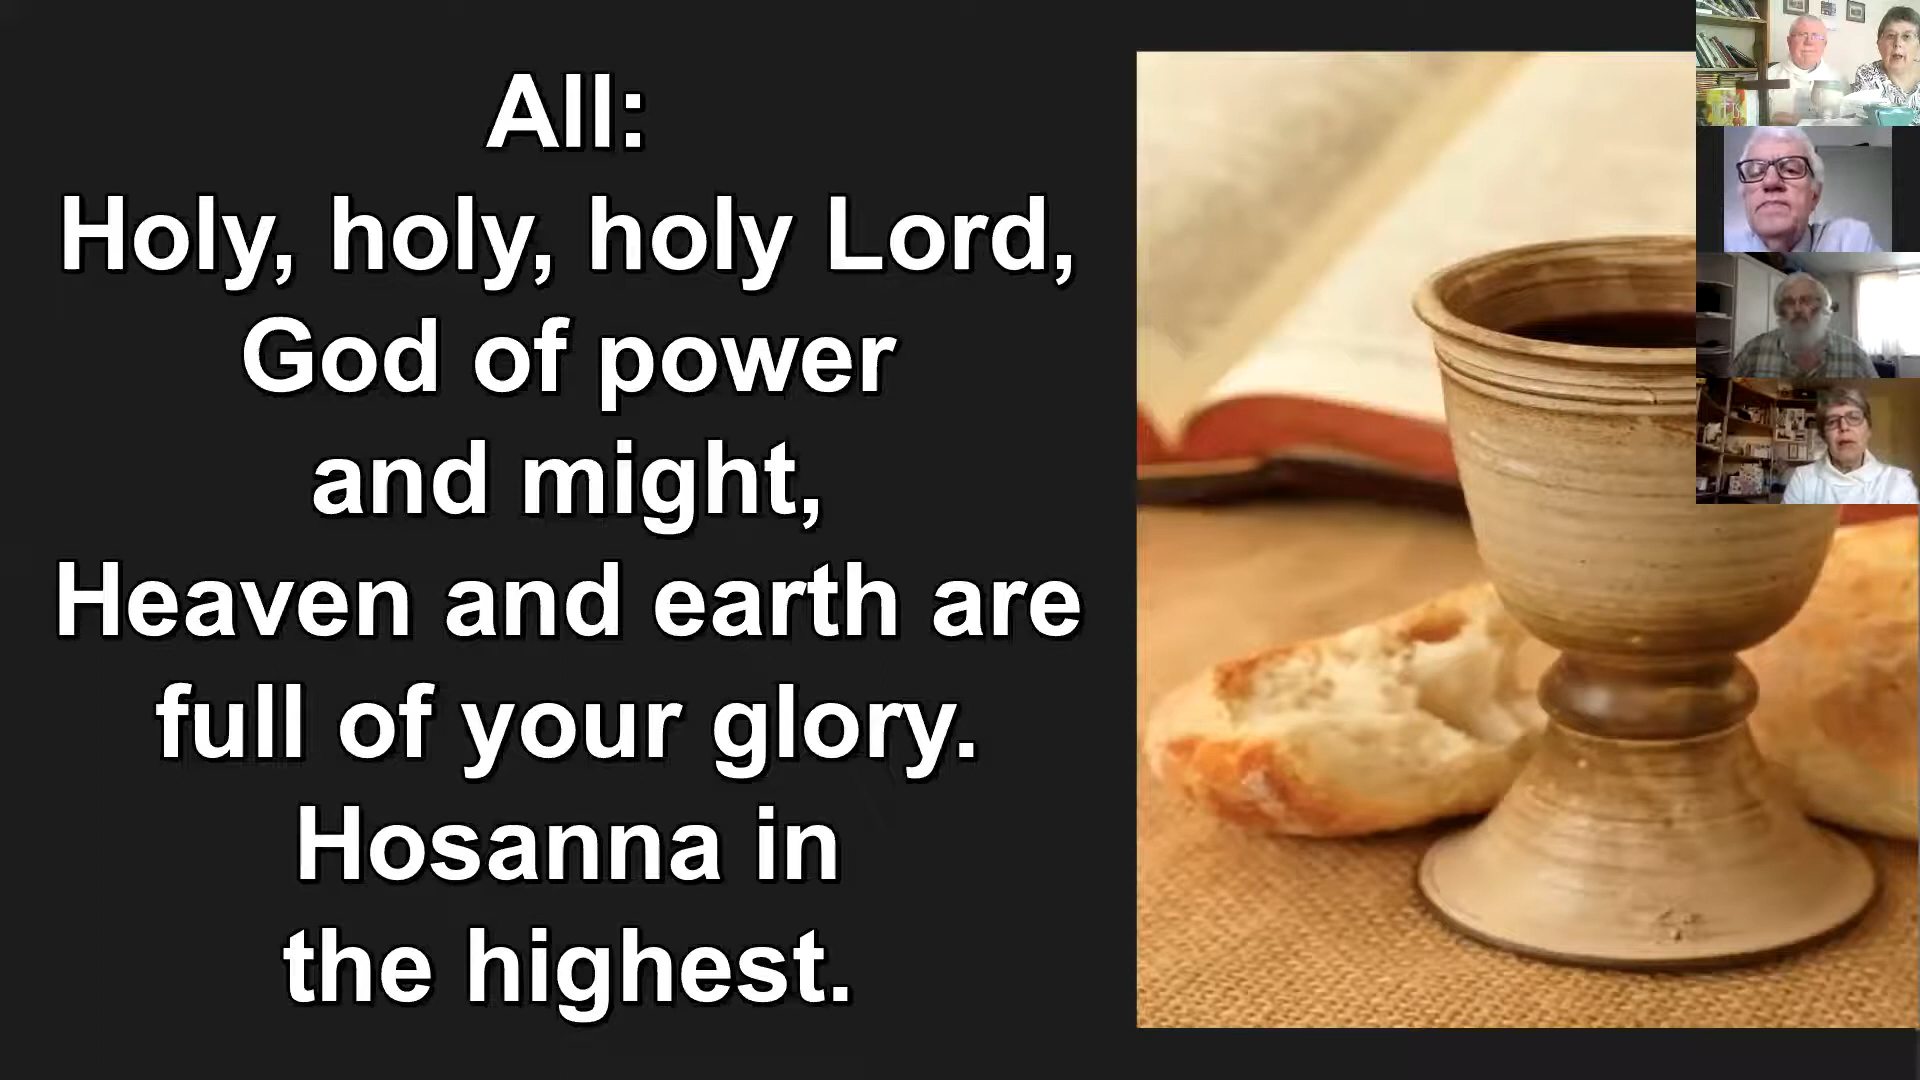 All:
Holy, holy, holy Lord,
God of power
and might,
Heaven and earth are
full of your glory.
Hosanna in
the highest.